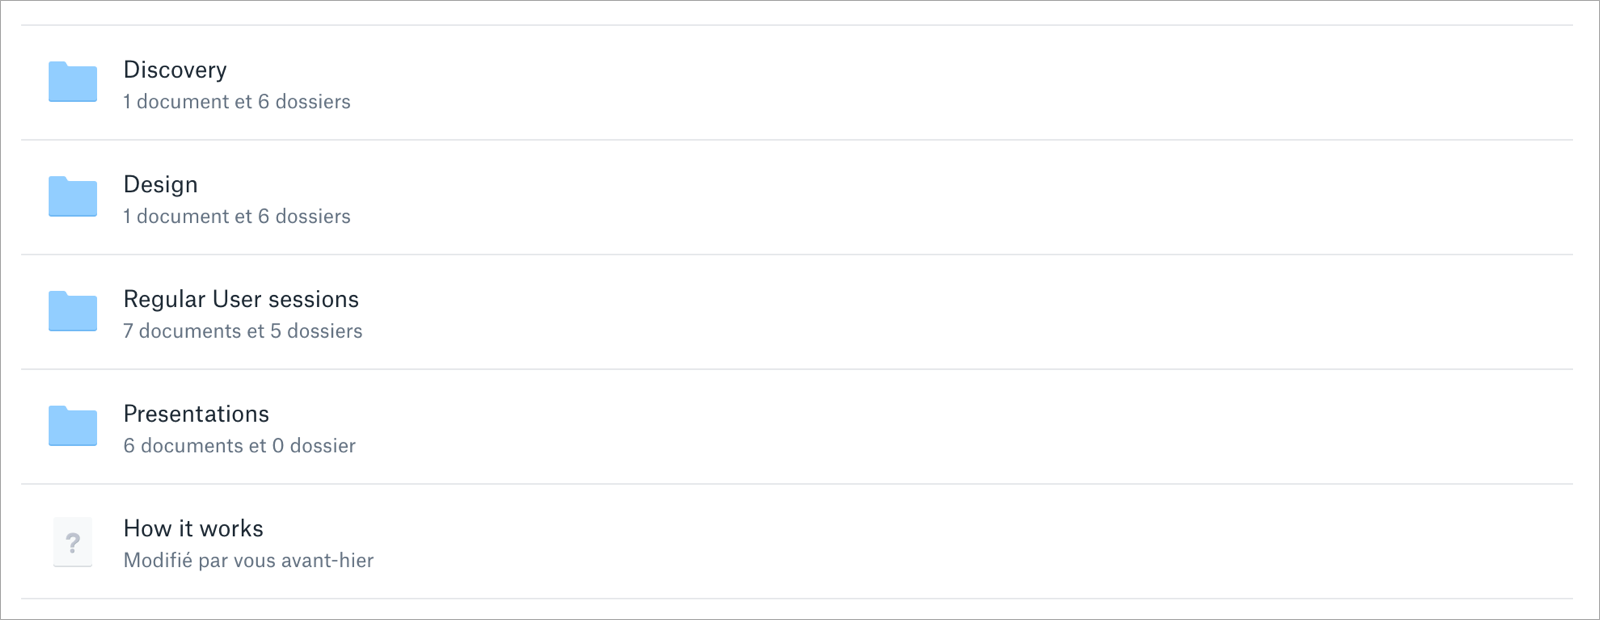 Discovery
1 document et 6 dossiers
Design
1 document et 6 dossiers
Regular User sessions
7 documents et 5 dossiers
Presentations
6 documents et 0 dossier
?
How it works
Modifié par vous avant-hier